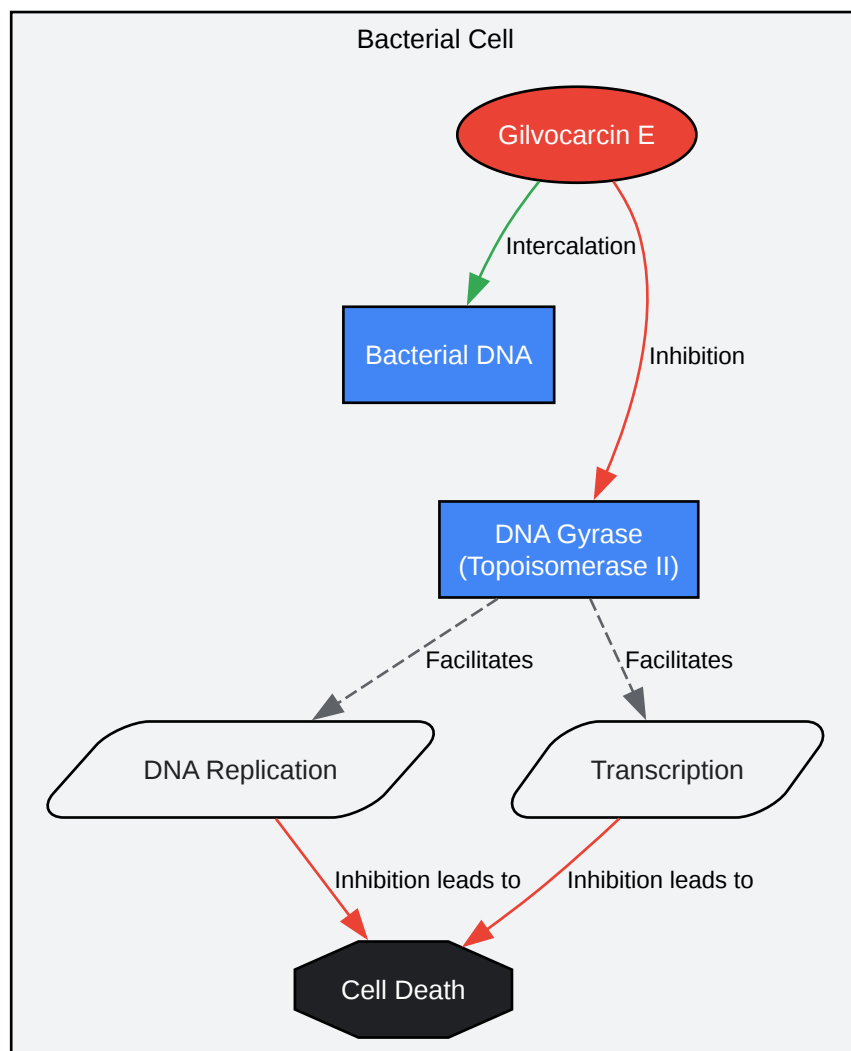 Bacterial Cell
Gilvocarcin E
Intercalation
Bacterial DNA
Inhibition
DNA Gyrase
(Topoisomerase II)
Facilitates
Facilitates
DNA Replication
Transcription
Inhibition leads to
Inhibition leads to
Cell Death